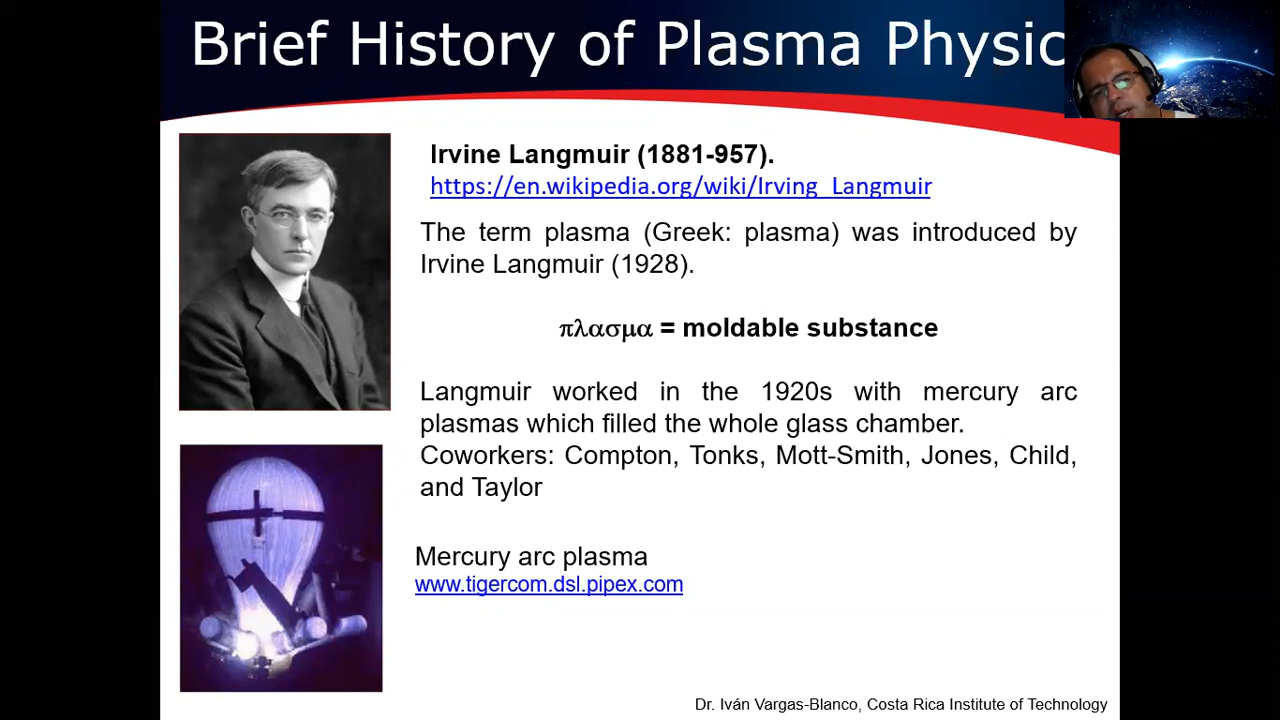 Brief History of Plasma Physic
Irvine Langmuir (1881-957).
https://en.wikipedia.org/wiki/Irving_Langmuir
The term plasma (Greek: plasma) was introduced by
Irvine Langmuir (1928).
πλασμα = moldable substance
Langmuir worked in the 1920s with mercury arc
plasmas which filled the whole glass chamber.
Coworkers: Compton, Tonks, Mott-Smith, Jones, Child,
and Taylor
Mercury arc plasma
www.tigercom.dsl.pipex.com
Dr. Iván Vargas-Blanco, Costa Rica Institute of Technology